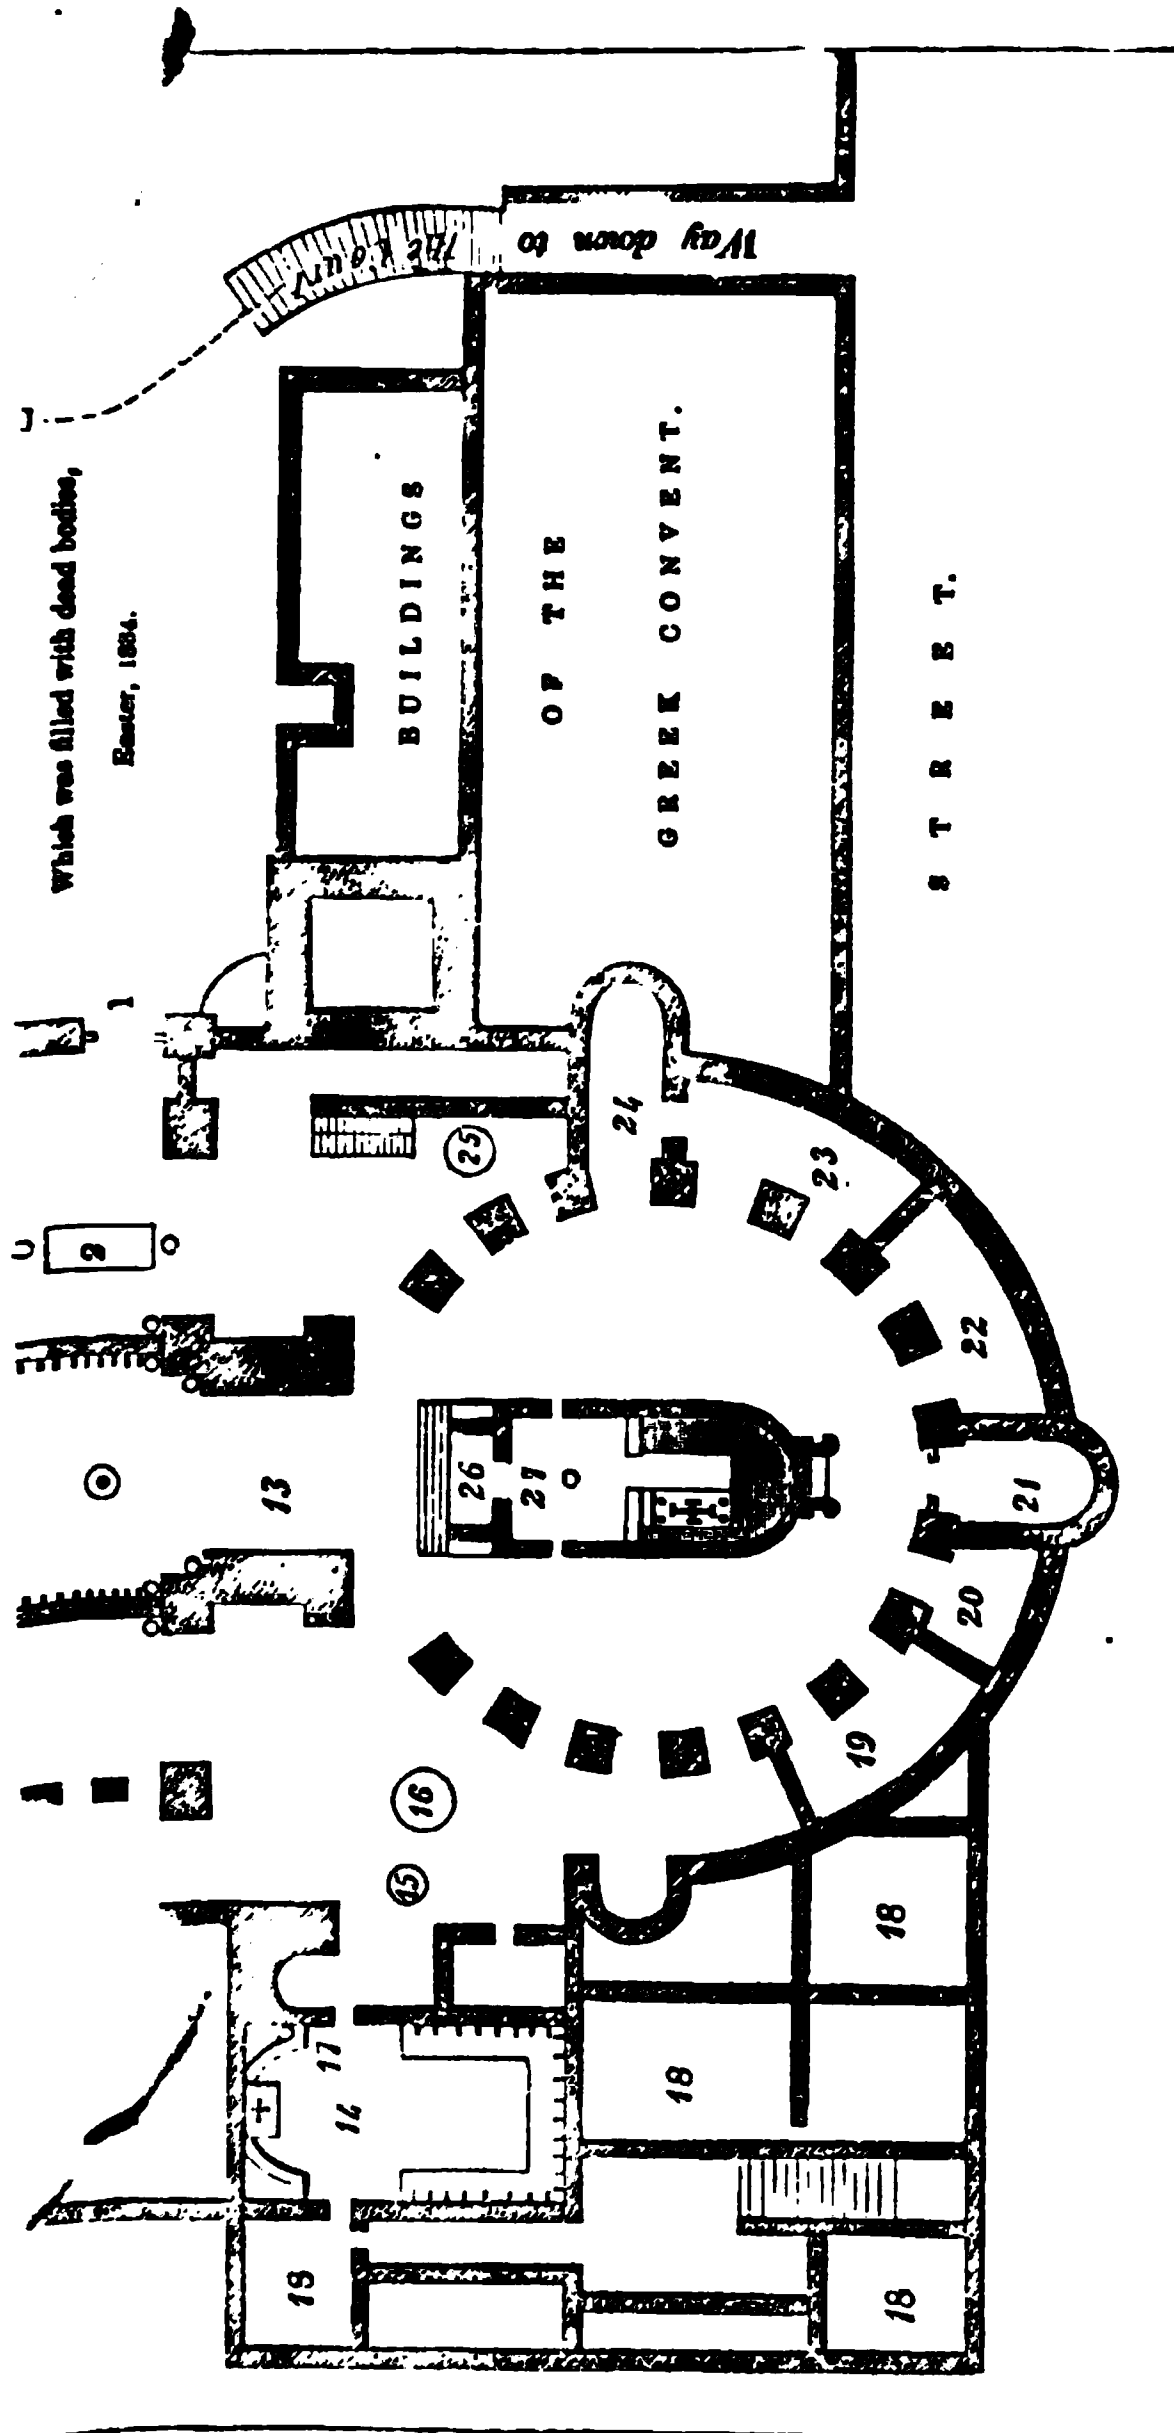 Which was filled with dead bodies,
Easter, 1834.
1
2
Way down to
The Court
BUILDINGS
OF THE
GREEK CONVENT.
STREET.
25
24
23
22
21
20
19
13
26
27
16
15
17
14
18
18
18
18